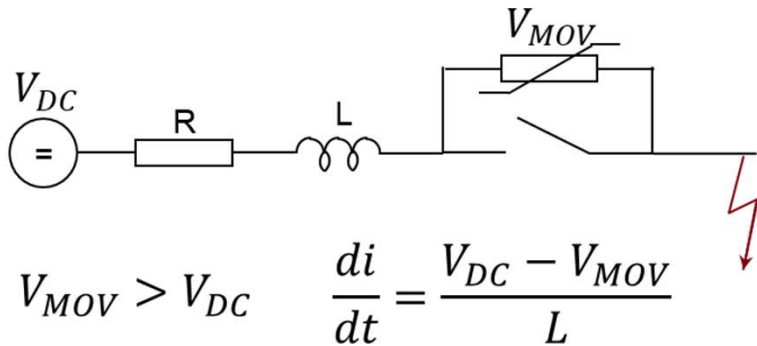 V_MOV
V_DC
R
L
=
V_MOV > V_DC
di/dt = (V_DC − V_MOV)/L